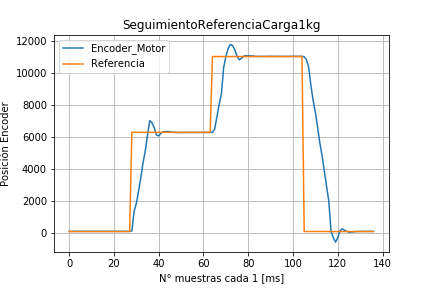 SeguimientoReferenciaCarga1kg
12000
10000
8000
6000
4000
2000
0
Posición Encoder
Encoder_Motor
Referencia
0 20 40 60 80 100 120 140
N° muestras cada 1 [ms]